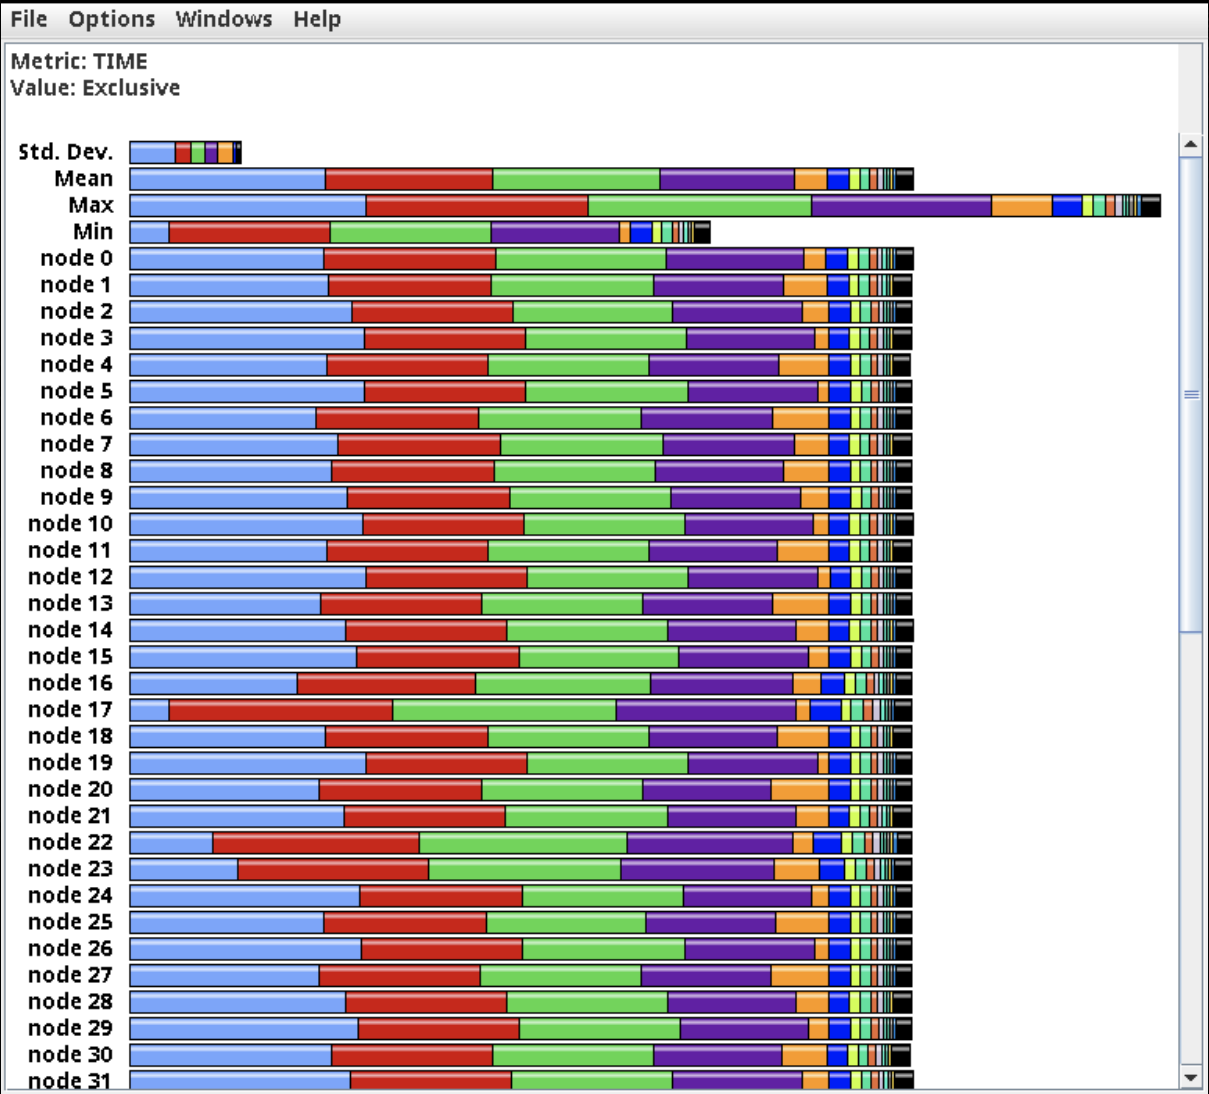 File Options Windows Help
Metric: TIME
Value: Exclusive
Std. Dev.
Mean
Max
Min
node 0
node 1
node 2
node 3
node 4
node 5
node 6
node 7
node 8
node 9
node 10
node 11
node 12
node 13
node 14
node 15
node 16
node 17
node 18
node 19
node 20
node 21
node 22
node 23
node 24
node 25
node 26
node 27
node 28
node 29
node 30
node 31